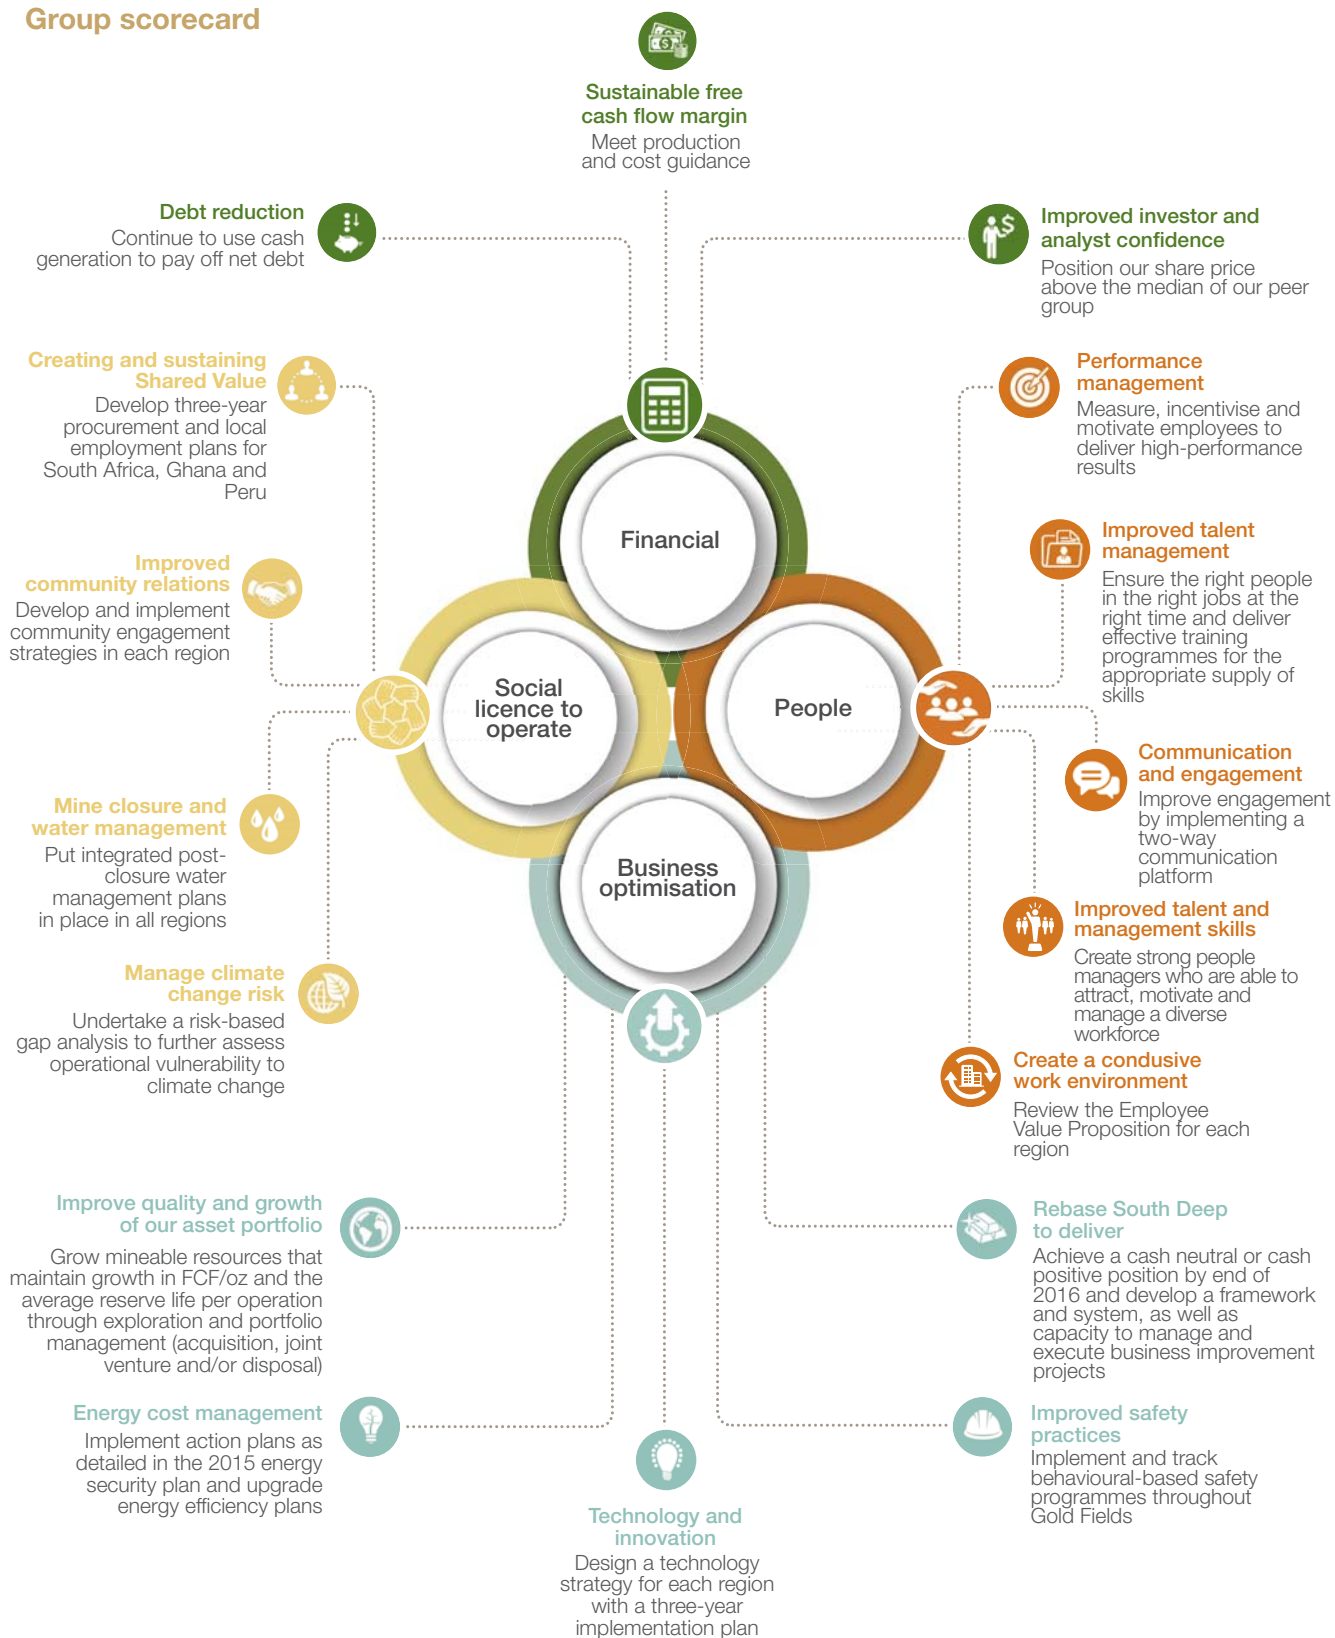 Group scorecard
Sustainable free
cash flow margin
Meet production
and cost guidance
Debt reduction
Continue to use cash
generation to pay off net debt
Improved investor and
analyst confidence
Position our share price
above the median of our peer
group
Creating and sustaining
Shared Value
Develop three-year
procurement and local
employment plans for
South Africa, Ghana and
Peru
Performance
management
Measure, incentivise and
motivate employees to
deliver high-performance
results
Improved
community relations
Develop and implement
community engagement
strategies in each region
Improved talent
management
Ensure the right people
in the right jobs at the
right time and deliver
effective training
programmes for the
appropriate supply of
skills
Financial
Social
licence to
operate
People
Business
optimisation
Mine closure and
water management
Put integrated post-
closure water
management plans
in place in all regions
Communication
and engagement
Improve engagement
by implementing a
two-way
communication
platform
Manage climate
change risk
Undertake a risk-based
gap analysis to further assess
operational vulnerability to
climate change
Improved talent and
management skills
Create strong people
managers who are able to
attract, motivate and
manage a diverse
workforce
Create a condusive
work environment
Review the Employee
Value Proposition for each
region
Improve quality and growth
of our asset portfolio
Grow mineable resources that
maintain growth in FCF/oz and the
average reserve life per operation
through exploration and portfolio
management (acquisition, joint
venture and/or disposal)
Rebase South Deep
to deliver
Achieve a cash neutral or cash
positive position by end of
2016 and develop a framework
and system, as well as
capacity to manage and
execute business improvement
projects
Energy cost management
Implement action plans as
detailed in the 2015 energy
security plan and upgrade
energy efficiency plans
Improved safety
practices
Implement and track
behavioural-based safety
programmes throughout
Gold Fields
Technology and
innovation
Design a technology
strategy for each region
with a three-year
implementation plan